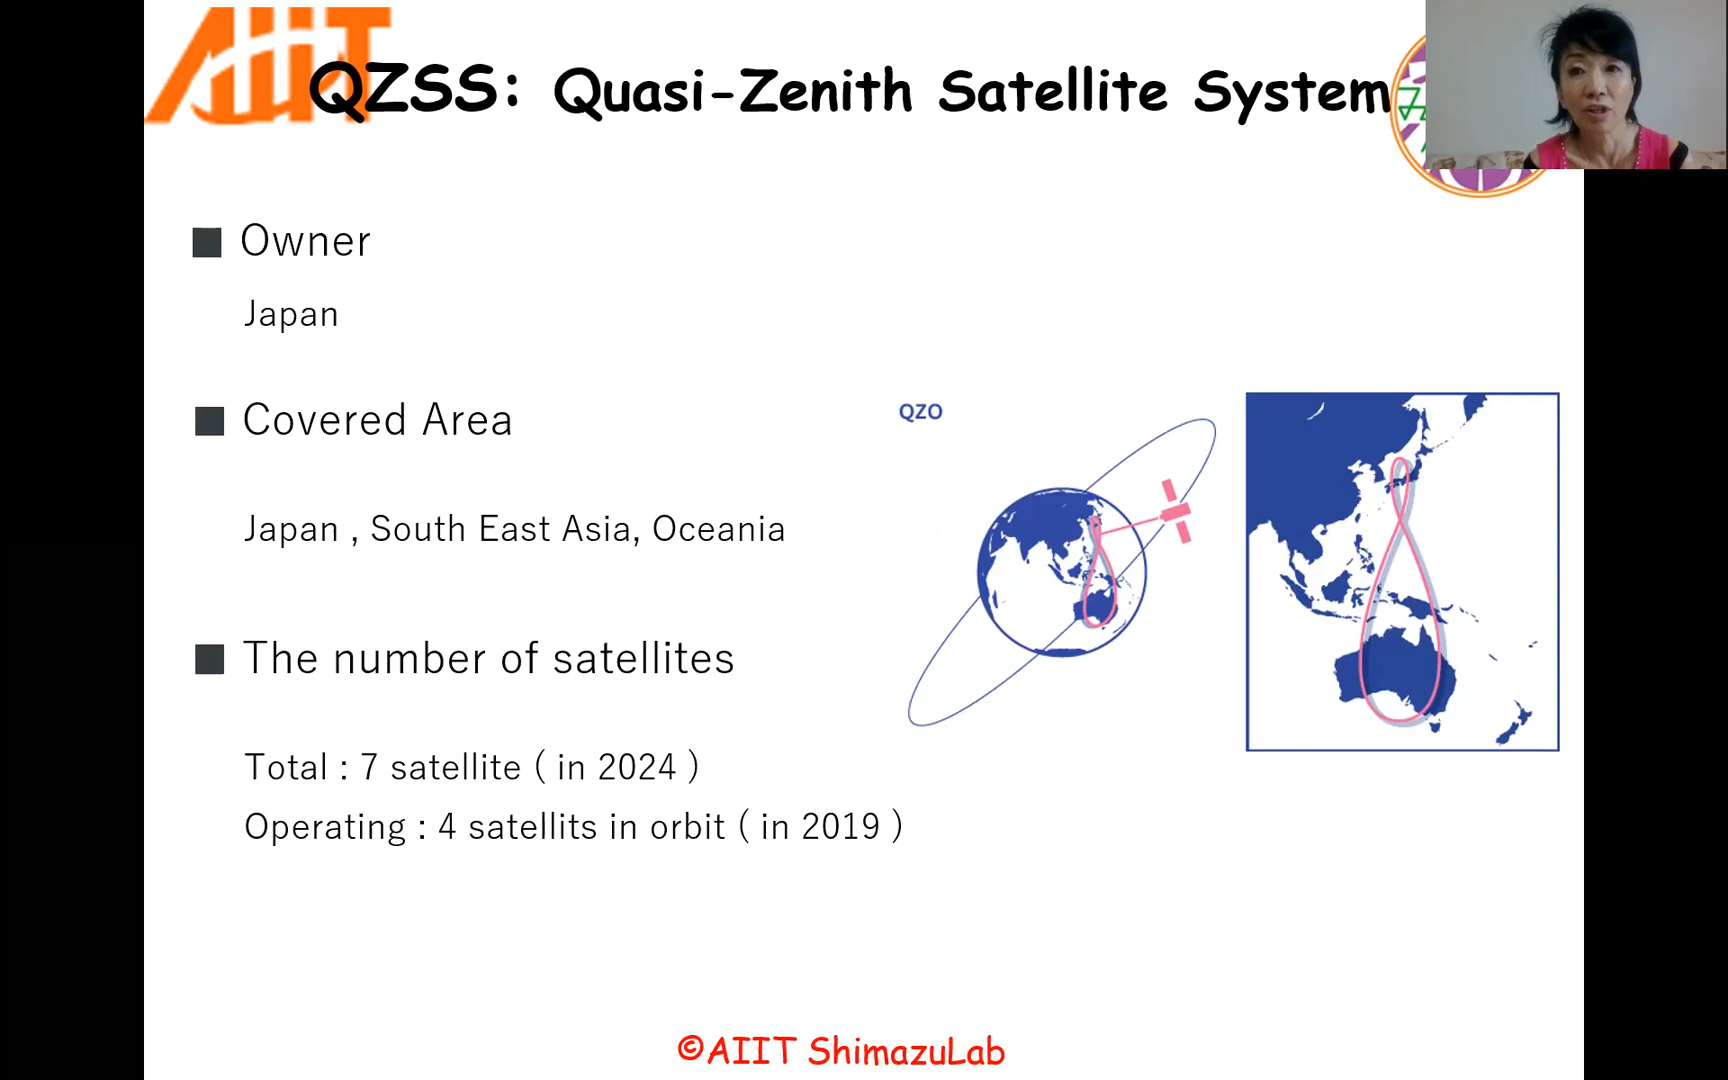 AIIT
QZSS: Quasi-Zenith Satellite System
Owner
Japan
Covered Area
Japan , South East Asia, Oceania
The number of satellites
Total : 7 satellite ( in 2024 )
Operating : 4 satellits in orbit ( in 2019 )
QZO
©AIIT ShimazuLab